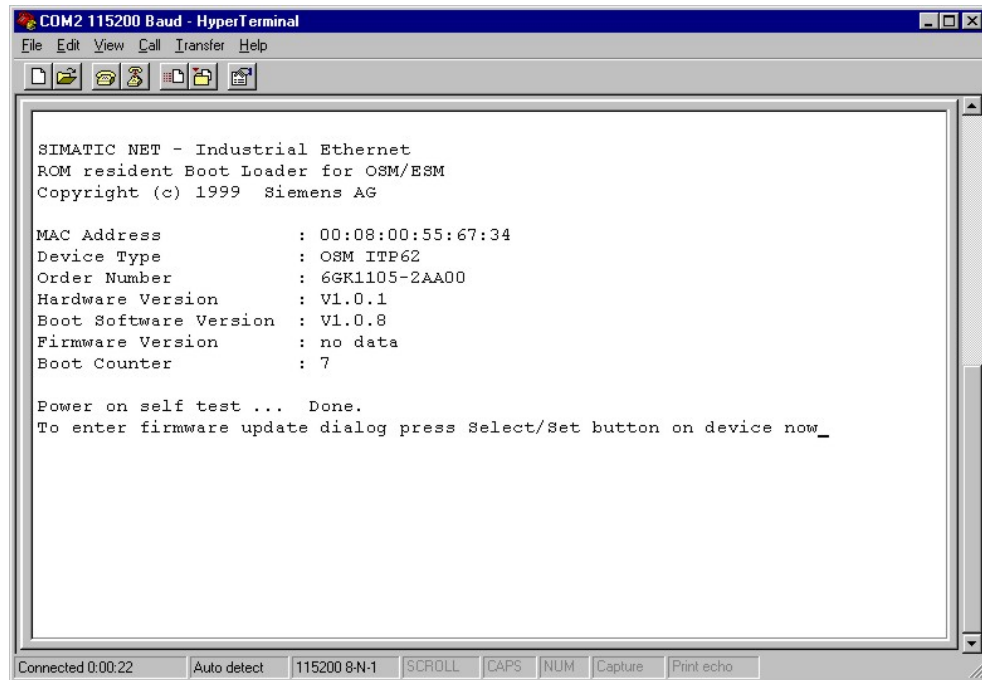 COM2 115200 Baud - HyperTerminal
File Edit View Call Transfer Help
SIMATIC NET - Industrial Ethernet
ROM resident Boot Loader for OSM/ESM
Copyright (c) 1999 Siemens AG
MAC Address : 00:08:00:55:67:34
Device Type : OSM ITP62
Order Number : 6GK1105-2AA00
Hardware Version : V1.0.1
Boot Software Version : V1.0.8
Firmware Version : no data
Boot Counter : 7
Power on self test ... Done.
To enter firmware update dialog press Select/Set button on device now_
Connected 0:00:22 Auto detect 115200 8-N-1 SCROLL CAPS NUM Capture Print echo